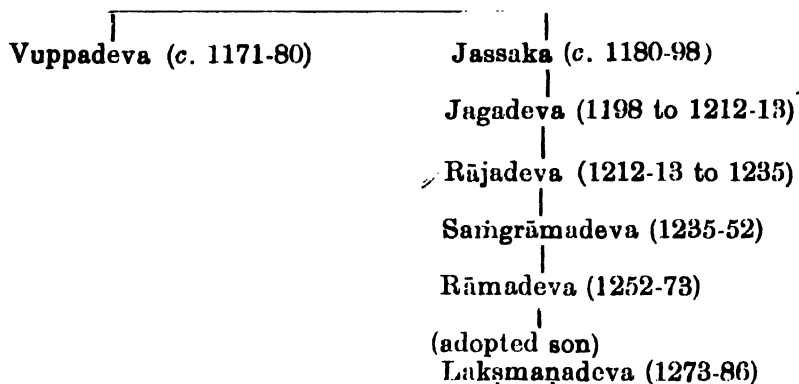 Vuppadeva (c. 1171-80) Jassaka (c. 1180-98)
Jagadeva (1198 to 1212-13)
Rājadeva (1212-13 to 1235)
Saṁgrāmadeva (1235-52)
Rāmadeva (1252-73)
(adopted son)
Lakṣmaṇadeva (1273-86)